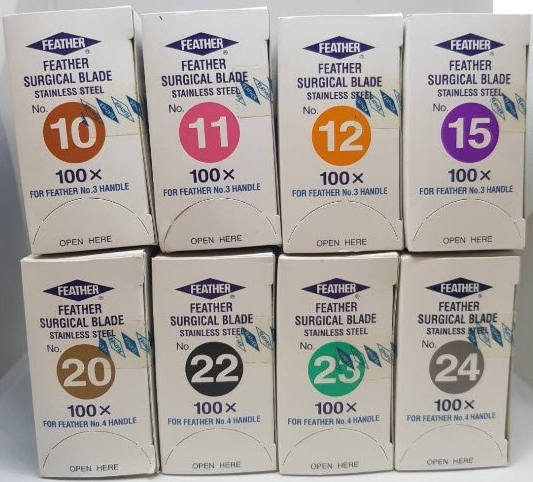 FEATHER
FEATHER
SURGICAL BLADE
STAINLESS STEEL
No.
10
100×
FOR FEATHER No.3 HANDLE
OPEN HERE
FEATHER
FEATHER
SURGICAL BLADE
STAINLESS STEEL
No.
11
100×
FOR FEATHER No.3 HANDLE
OPEN HERE
FEATHER
FEATHER
SURGICAL BLADE
STAINLESS STEEL
No.
12
100×
FOR FEATHER No.3 HANDLE
OPEN HERE
FEATHER
FEATHER
SURGICAL BLADE
STAINLESS STEEL
No.
15
100×
FOR FEATHER No.3 HANDLE
OPEN HERE
FEATHER
FEATHER
SURGICAL BLADE
STAINLESS STEEL
No.
20
100×
FOR FEATHER No.4 HANDLE
OPEN HERE
FEATHER
FEATHER
SURGICAL BLADE
STAINLESS STEEL
No.
22
100×
FOR FEATHER No.4 HANDLE
OPEN HERE
FEATHER
FEATHER
SURGICAL BLADE
STAINLESS STEEL
No.
23
100×
FOR FEATHER No.4 HANDLE
OPEN HERE
FEATHER
FEATHER
SURGICAL BLADE
STAINLESS STEEL
No.
24
100×
FOR FEATHER No.4 HANDLE
OPEN HERE